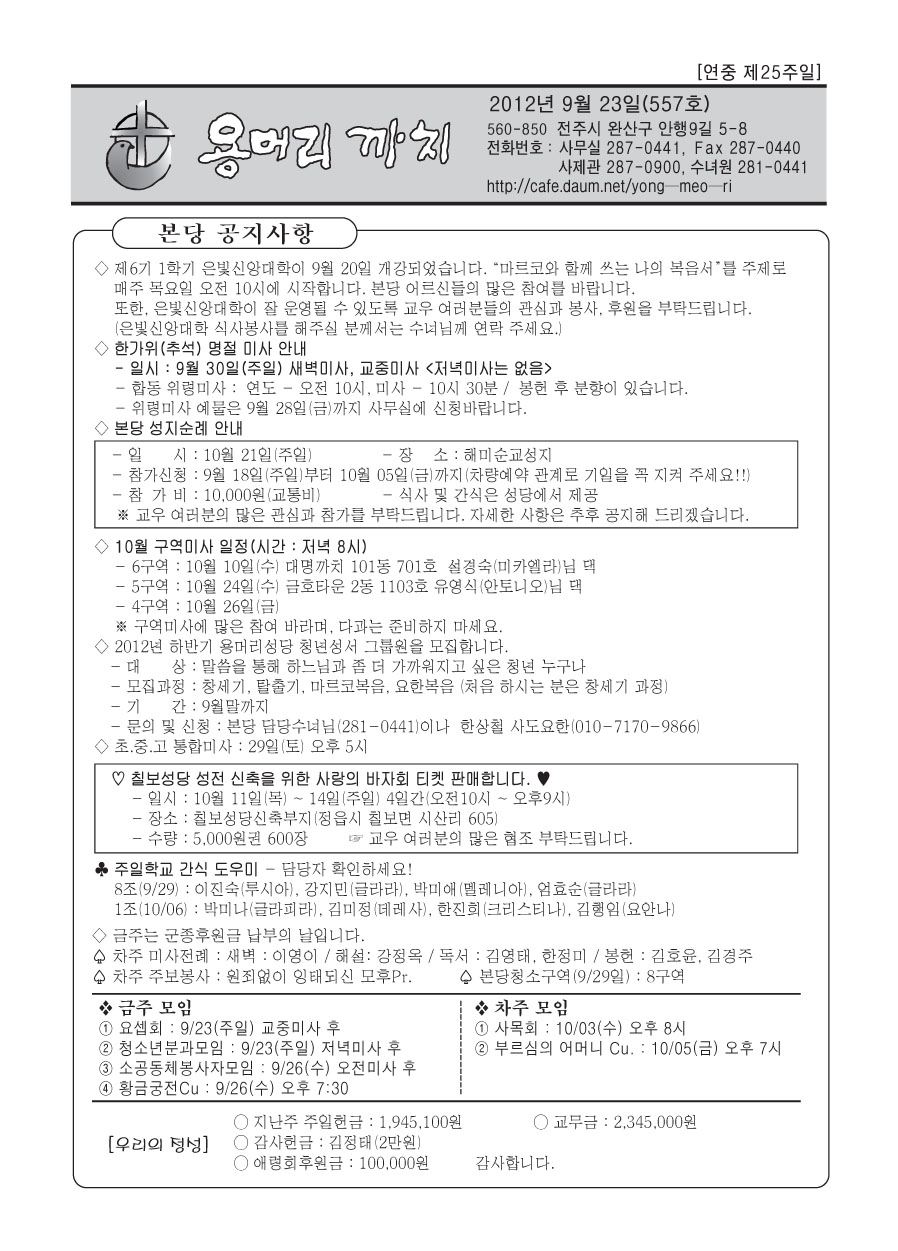 [연중 제25주일]
용머리 까치
2012년 9월 23일(557호)
560-850 전주시 완산구 안행9길 5-8
전화번호 : 사무실 287-0441, Fax 287-0440
사제관 287-0900, 수녀원 281-0441
http://cafe.daum.net/yong-meo-ri
본당 공지사항
◇ 제6기 1학기 은빛신앙대학이 9월 20일 개강되었습니다. “마르코와 함께 쓰는 나의 복음서”를 주제로
매주 목요일 오전 10시에 시작합니다. 본당 어르신들의 많은 참여를 바랍니다.
또한, 은빛신앙대학이 잘 운영될 수 있도록 교우 여러분들의 관심과 봉사, 후원을 부탁드립니다.
(은빛신앙대학 식사봉사를 해주실 분께서는 수녀님께 연락 주세요.)
◇ 한가위(추석) 명절 미사 안내
- 일시 : 9월 30일(주일) 새벽미사, 교중미사 <저녁미사는 없음>
- 합동 위령미사 : 연도 - 오전 10시, 미사 - 10시 30분 / 봉헌 후 분향이 있습니다.
- 위령미사 예물은 9월 28일(금)까지 사무실에 신청바랍니다.
◇ 본당 성지순례 안내
- 일 시 : 10월 21일(주일) - 장 소 : 해미순교성지
- 참가신청 : 9월 18일(주일)부터 10월 05일(금)까지(차량예약 관계로 기일을 꼭 지켜 주세요!!)
- 참 가 비 : 10,000원(교통비) - 식사 및 간식은 성당에서 제공
※ 교우 여러분의 많은 관심과 참가를 부탁드립니다. 자세한 사항은 추후 공지해 드리겠습니다.
◇ 10월 구역미사 일정(시간 : 저녁 8시)
- 6구역 : 10월 10일(수) 대명까치 101동 701호 설경숙(미카엘라)님 댁
- 5구역 : 10월 24일(수) 금호타운 2동 1103호 유영식(안토니오)님 댁
- 4구역 : 10월 26일(금)
※ 구역미사에 많은 참여 바라며, 다과는 준비하지 마세요.
◇ 2012년 하반기 용머리성당 청년성서 그룹원을 모집합니다.
- 대 상 : 말씀을 통해 하느님과 좀 더 가까워지고 싶은 청년 누구나
- 모집과정 : 창세기, 탈출기, 마르코복음, 요한복음 (처음 하시는 분은 창세기 과정)
- 기 간 : 9월말까지
- 문의 및 신청 : 본당 담당수녀님(281-0441)이나 한상철 사도요한(010-7170-9866)
◇ 초.중.고 통합미사 : 29일(토) 오후 5시
♡ 칠보성당 성전 신축을 위한 사랑의 바자회 티켓 판매합니다. ♥
- 일시 : 10월 11일(목) ~ 14일(주일) 4일간(오전10시 ~ 오후9시)
- 장소 : 칠보성당신축부지(정읍시 칠보면 시산리 605)
- 수량 : 5,000원권 600장 ☞ 교우 여러분의 많은 협조 부탁드립니다.
♣ 주일학교 간식 도우미 - 담당자 확인하세요!
8조(9/29) : 이진숙(루시아), 강지민(글라라), 박미애(멜레니아), 엄효순(글라라)
1조(10/06) : 박미나(글라피라), 김미정(데레사), 한진희(크리스티나), 김행임(요안나)
◇ 금주는 군종후원금 납부의 날입니다.
♤ 차주 미사전례 : 새벽 : 이영이 / 해설: 강정옥 / 독서 : 김영태, 한정미 / 봉헌 : 김호윤, 김경주
♤ 차주 주보봉사 : 원죄없이 잉태되신 모후Pr. ♤ 본당청소구역(9/29일) : 8구역
❖ 금주 모임
① 요셉회 : 9/23(주일) 교중미사 후
② 청소년분과모임 : 9/23(주일) 저녁미사 후
③ 소공동체봉사자모임 : 9/26(수) 오전미사 후
④ 황금궁전Cu : 9/26(수) 오후 7:30
❖ 차주 모임
① 사목회 : 10/03(수) 오후 8시
② 부르심의 어머니 Cu. : 10/05(금) 오후 7시
[우리의 정성]
○ 지난주 주일헌금 : 1,945,100원 ○ 교무금 : 2,345,000원
○ 감사헌금 : 김정태(2만원)
○ 애령회후원금 : 100,000원 감사합니다.